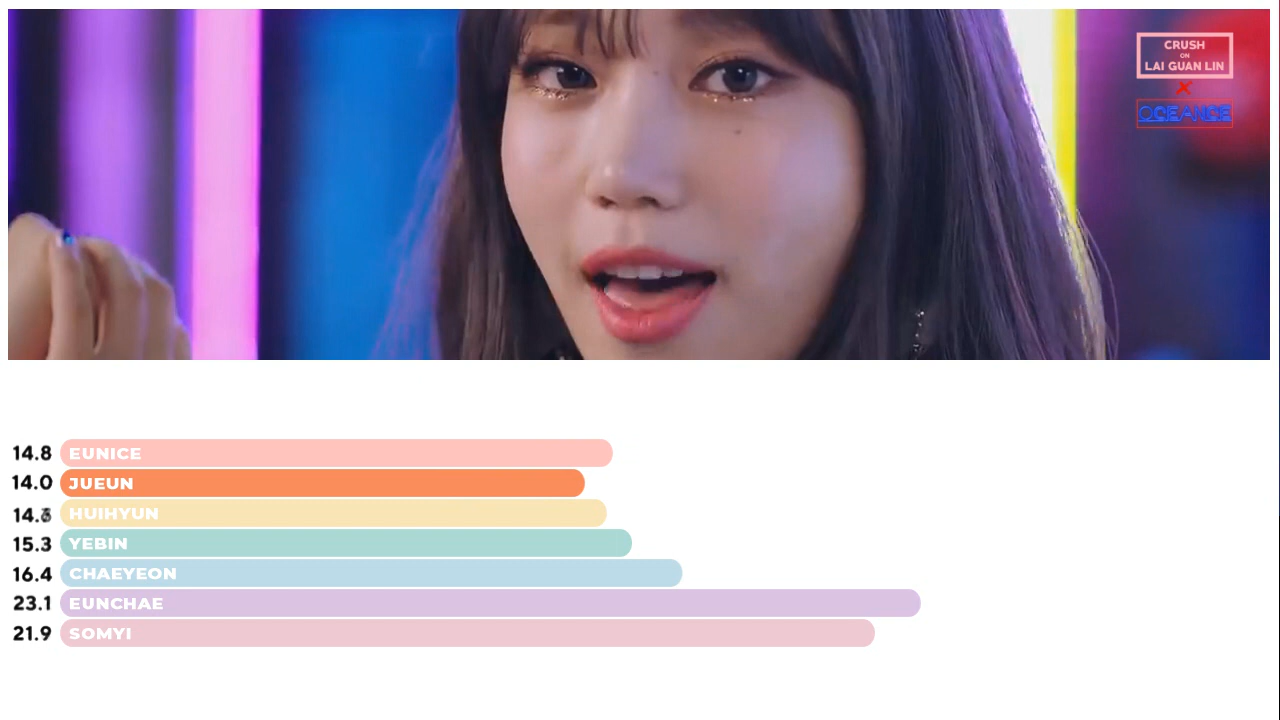 CRUSH
ON
LAI GUAN LIN
×
OCEANCE
14.8 EUNICE
14.0 JUEUN
HUIHYUN
15.3 YEBIN
16.4 CHAEYEON
23.1 EUNCHAE
21.9 SOMYI